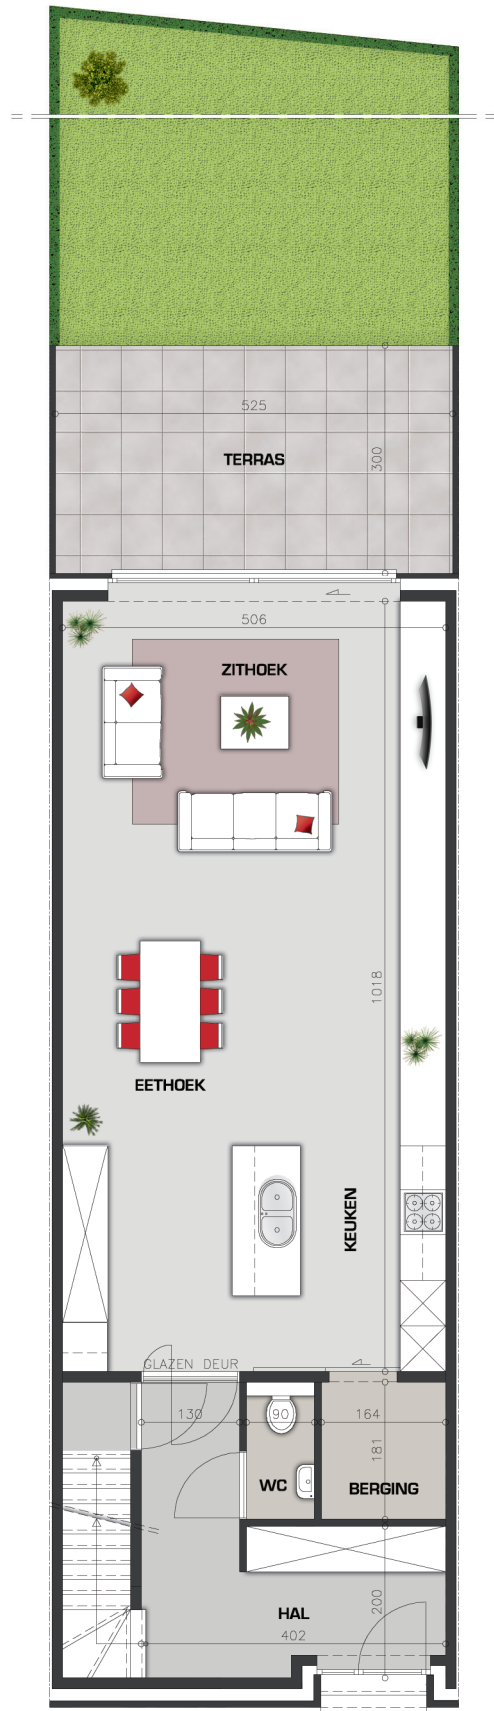 525
TERRAS
300
506
ZITHOEK
1018
EETHOEK
KEUKEN
GLAZEN DEUR
130
90
164
181
WC
BERGING
HAL
200
402